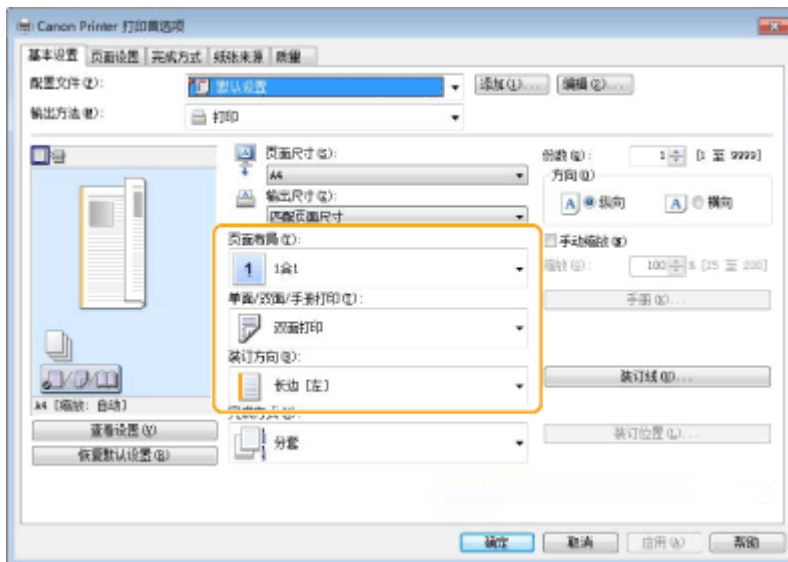 Canon Printer 打印首选项
基本设置 页面设置 完成方式 纸张来源 质量
配置文件(F): 默认设置 添加(1)... 编辑(2)...
输出方法(M): 打印
页面尺寸(S): 份数(Q): 1 [1 至 9999]
A4 方向(O)
输出尺寸(Z): A 纵向 A 横向
匹配页面尺寸
页面布局(Y): 手动缩放(N)
1 1合1 缩放(G): 100 % [25 至 200]
单面/双面/手册打印(T): 手册(K)...
双面打印
装订方向(B):
长边 [左] 装订线(U)...
A4 [缩放: 自动]
查看设置(V) 分套 装订位置(L)...
恢复默认设置(R)
确定 取消 应用(A) 帮助